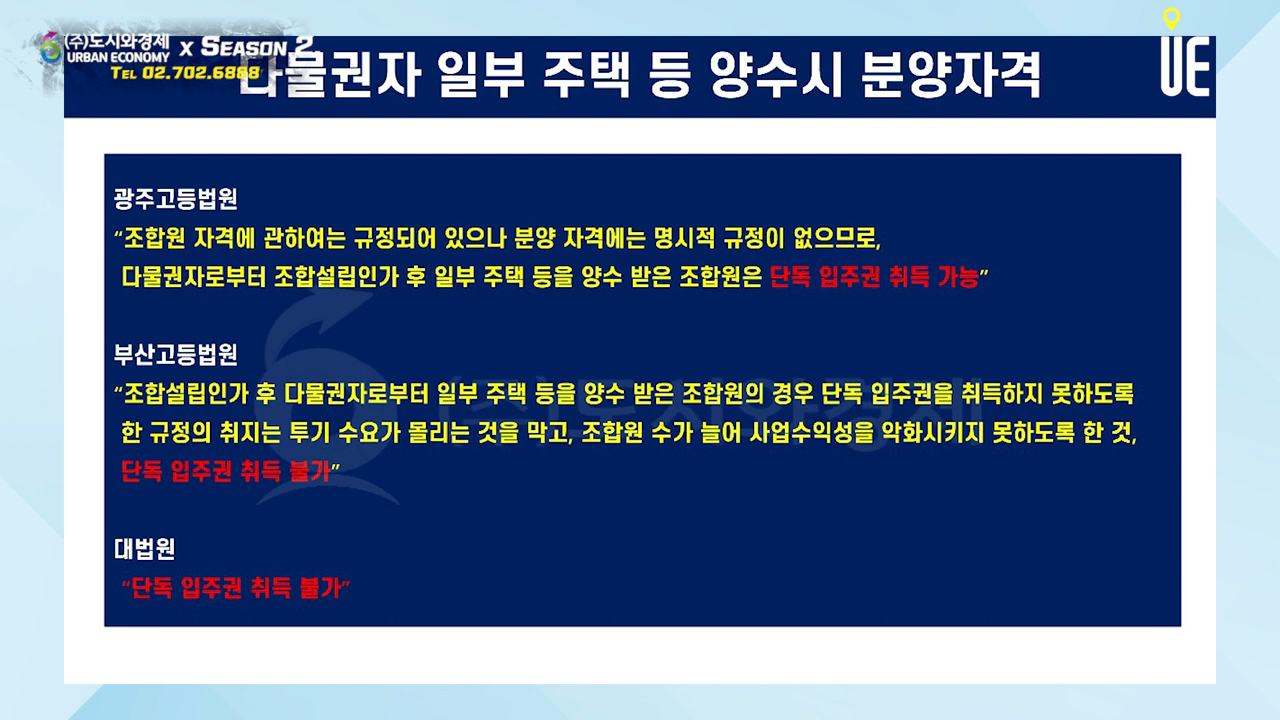 (주)도시와경제 x SEASON 2
URBAN ECONOMY
TEL 02.702.6888
UE
다물권자 일부 주택 등 양수시 분양자격
광주고등법원
“조합원 자격에 관하여는 규정되어 있으나 분양 자격에는 명시적 규정이 없으므로,
다물권자로부터 조합설립인가 후 일부 주택 등을 양수 받은 조합원은 단독 입주권 취득 가능”
부산고등법원
“조합설립인가 후 다물권자로부터 일부 주택 등을 양수 받은 조합원의 경우 단독 입주권을 취득하지 못하도록
한 규정의 취지는 투기 수요가 몰리는 것을 막고, 조합원 수가 늘어 사업수익성을 악화시키지 못하도록 한 것,
단독 입주권 취득 불가”
(주)도시와경제
대법원
“단독 입주권 취득 불가”